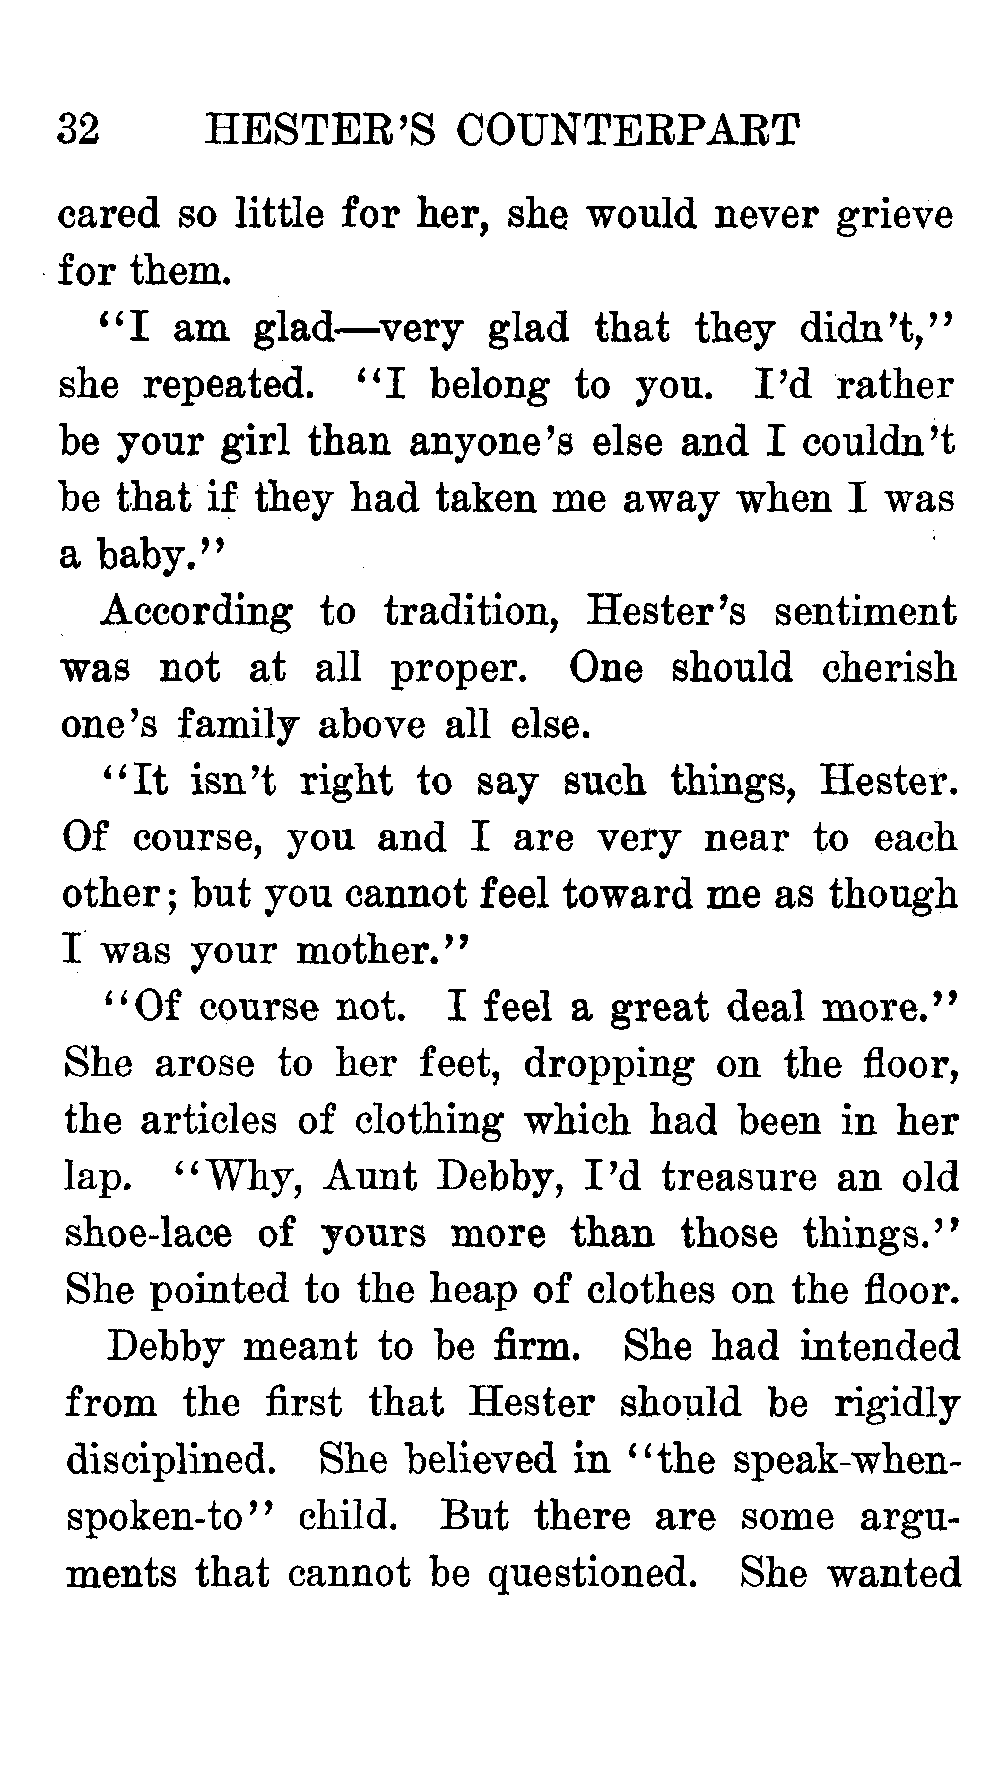 32 HESTER'S COUNTERPART
cared so little for her, she would never grieve
for them.
"I am glad—very glad that they didn't,"
she repeated. "I belong to you. I'd rather
be your girl than anyone's else and I couldn't
be that if they had taken me away when I was
a baby."
According to tradition, Hester's sentiment
was not at all proper. One should cherish
one's family above all else.
"It isn't right to say such things, Hester.
Of course, you and I are very near to each
other; but you cannot feel toward me as though
I was your mother."
"Of course not. I feel a great deal more."
She arose to her feet, dropping on the floor,
the articles of clothing which had been in her
lap. "Why, Aunt Debby, I'd treasure an old
shoe-lace of yours more than those things."
She pointed to the heap of clothes on the floor.
Debby meant to be firm. She had intended
from the first that Hester should be rigidly
disciplined. She believed in "the speak-when-
spoken-to" child. But there are some argu-
ments that cannot be questioned. She wanted